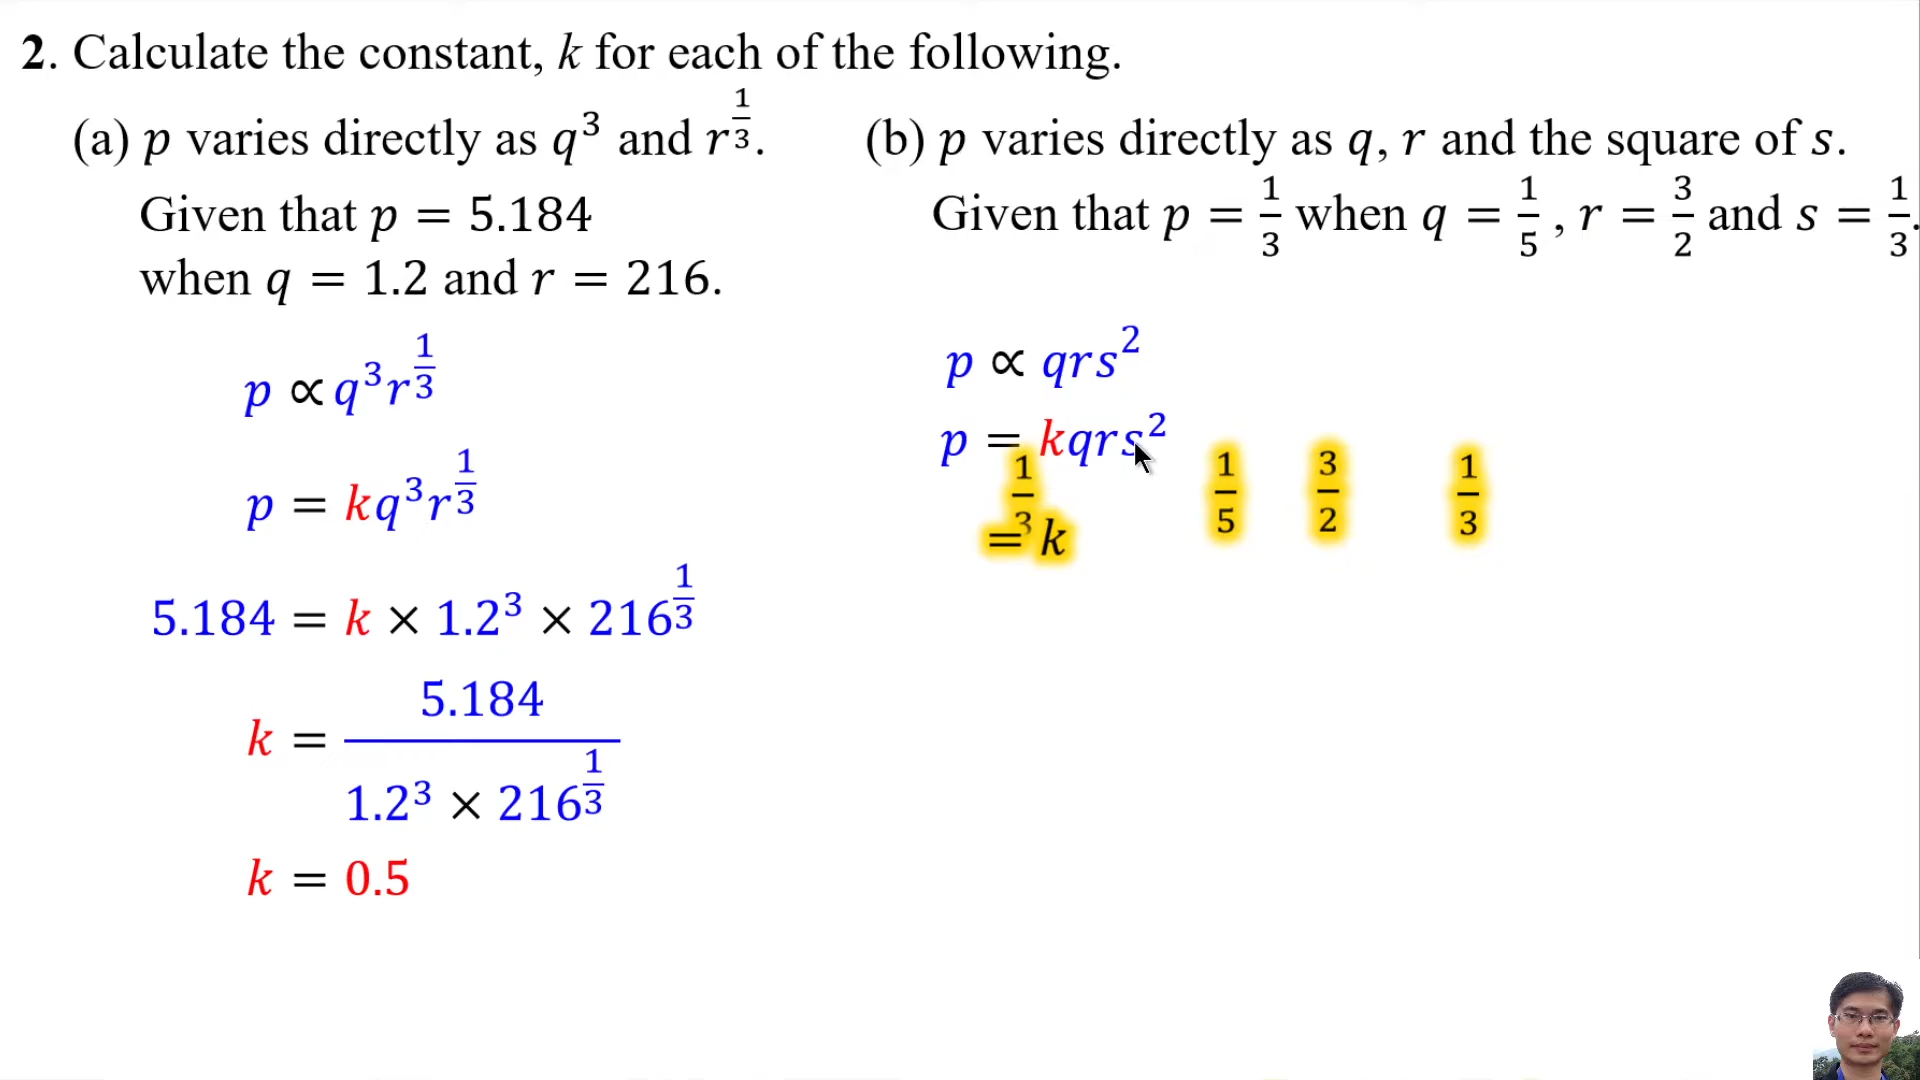 2. Calculate the constant, k for each of the following.
(a) p varies directly as q³ and r^(1/3).
Given that p = 5.184
when q = 1.2 and r = 216.
p ∝ q³r^(1/3)
p = kq³r^(1/3)
5.184 = k × 1.2³ × 216^(1/3)
k = 5.184 / (1.2³ × 216^(1/3))
k = 0.5
(b) p varies directly as q, r and the square of s.
Given that p = 1/3 when q = 1/5 , r = 3/2 and s = 1/3.
p ∝ qrs²
p = kqrs²
1/3 = k 1/5 3/2 1/3